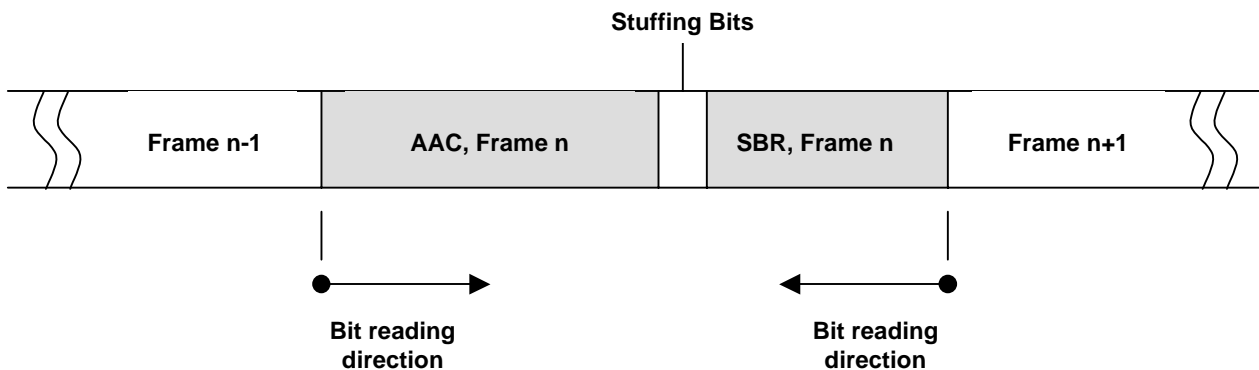 Stuffing Bits
Frame n-1
AAC, Frame n
SBR, Frame n
Frame n+1
Bit reading
direction
Bit reading
direction